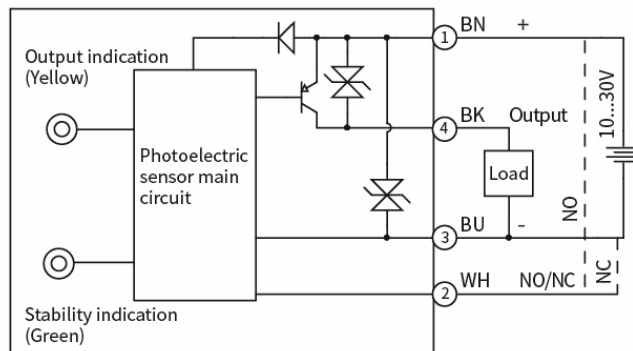 Output indication
(Yellow)
Photoelectric
sensor main
circuit
Stability indication
(Green)
1 BN +
4 BK Output
Load
3 BU -
2 WH NO/NC
NO
NC
10...30V